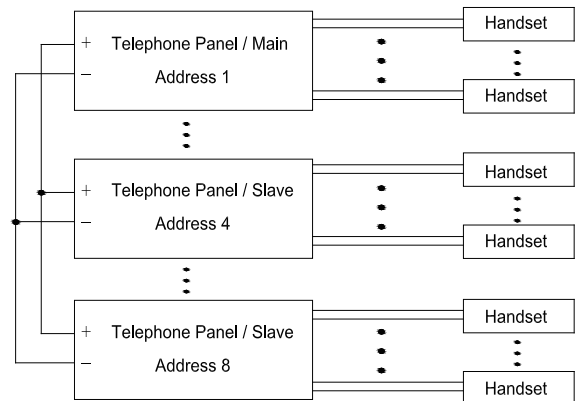 Telephone Panel / Main
Address 1
+
−
Handset
Handset
Telephone Panel / Slave
Address 4
+
−
Handset
Handset
Telephone Panel / Slave
Address 8
+
−
Handset
Handset